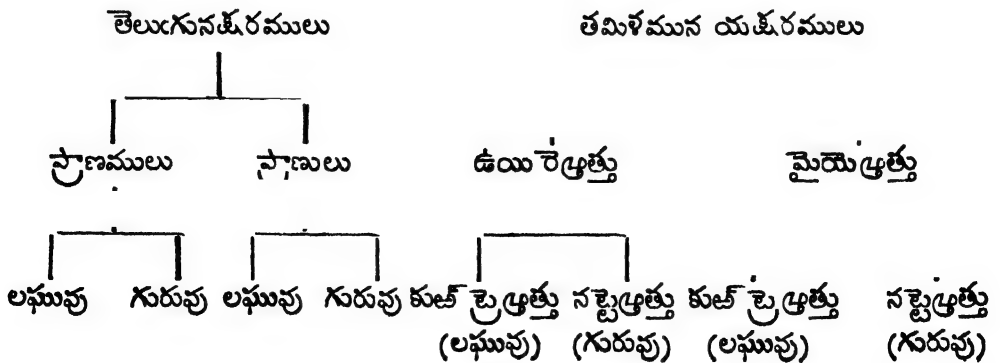 తెలుఁగునక్షరములు తమిళమున యక్షరములు
ప్రాణములు ప్రాణులు ఉయిరెఴుత్తు మైయెఴుత్తు
లఘువు గురువు లఘువు గురువు కుఱ్ నెట్టెఴుత్తు
(లఘువు) (గురువు) (లఘువు) (గురువు)